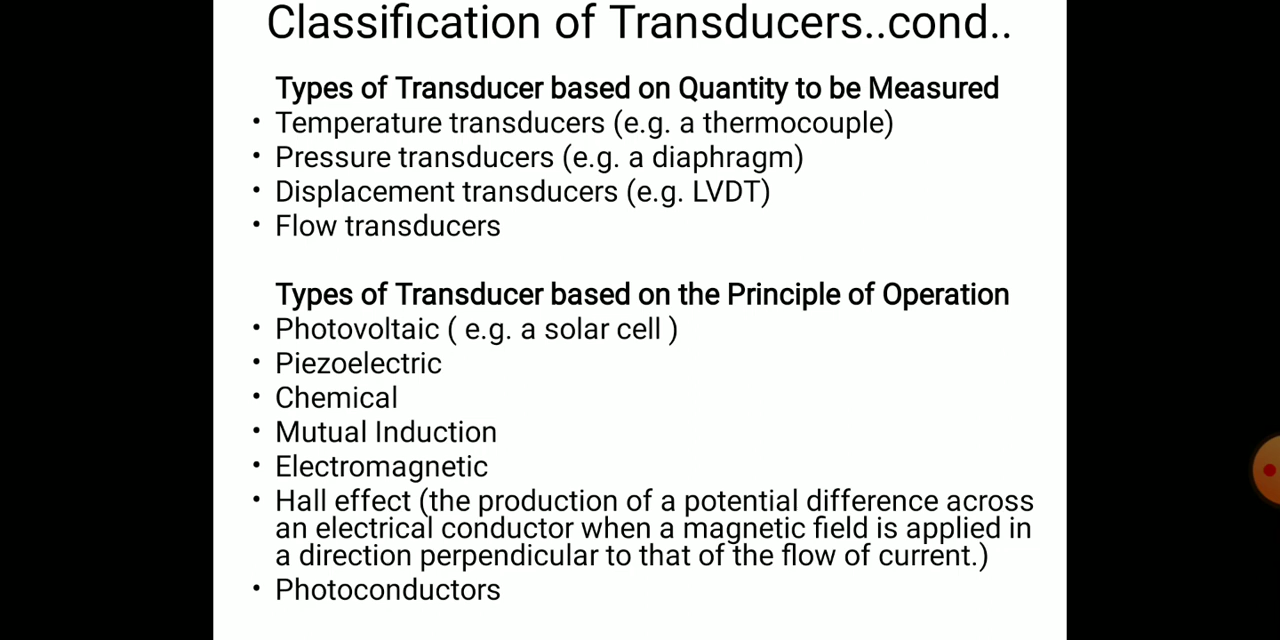 Classification of Transducers..cond..
Types of Transducer based on Quantity to be Measured
• Temperature transducers (e.g. a thermocouple)
• Pressure transducers (e.g. a diaphragm)
• Displacement transducers (e.g. LVDT)
• Flow transducers
Types of Transducer based on the Principle of Operation
• Photovoltaic ( e.g. a solar cell )
• Piezoelectric
• Chemical
• Mutual Induction
• Electromagnetic
• Hall effect (the production of a potential difference across
an electrical conductor when a magnetic field is applied in
a direction perpendicular to that of the flow of current.)
• Photoconductors